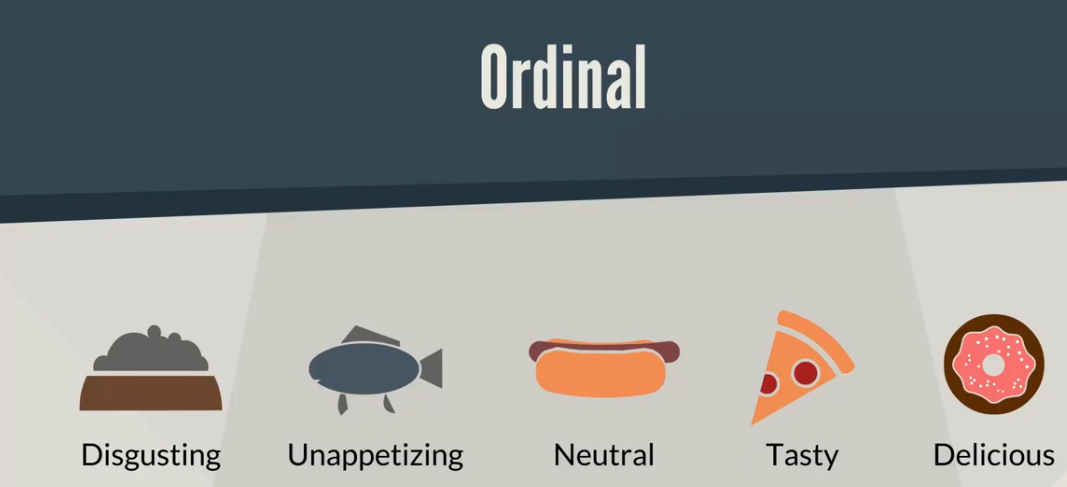 Ordinal
Disgusting Unappetizing Neutral Tasty Delicious